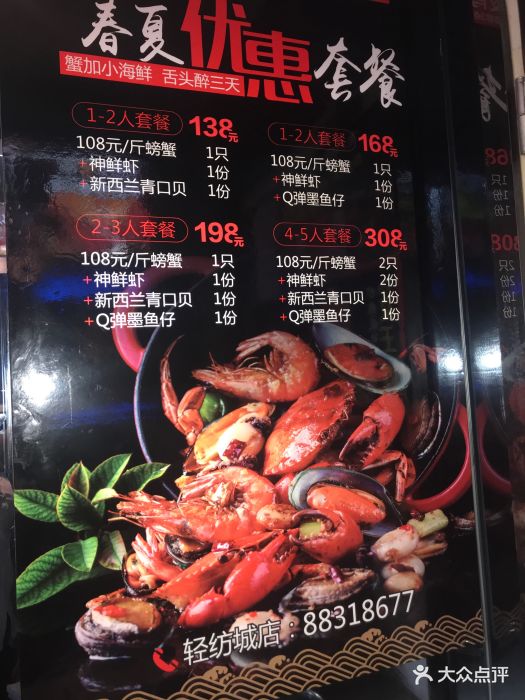 春夏优惠套餐
蟹加小海鲜 舌头醉三天
1-2人套餐 138元
108元/斤螃蟹 1只
+神鲜虾 1份
+新西兰青口贝 1份
1-2人套餐 168元
108元/斤螃蟹 1只
+神鲜虾 1份
+Q弹墨鱼仔 1份
2-3人套餐 198元
108元/斤螃蟹 1只
+神鲜虾 1份
+新西兰青口贝 1份
+Q弹墨鱼仔 1份
4-5人套餐 308元
108元/斤螃蟹 2只
+神鲜虾 2份
+新西兰青口贝 1份
+Q弹墨鱼仔 1份
轻纺城店：88318677
大众点评